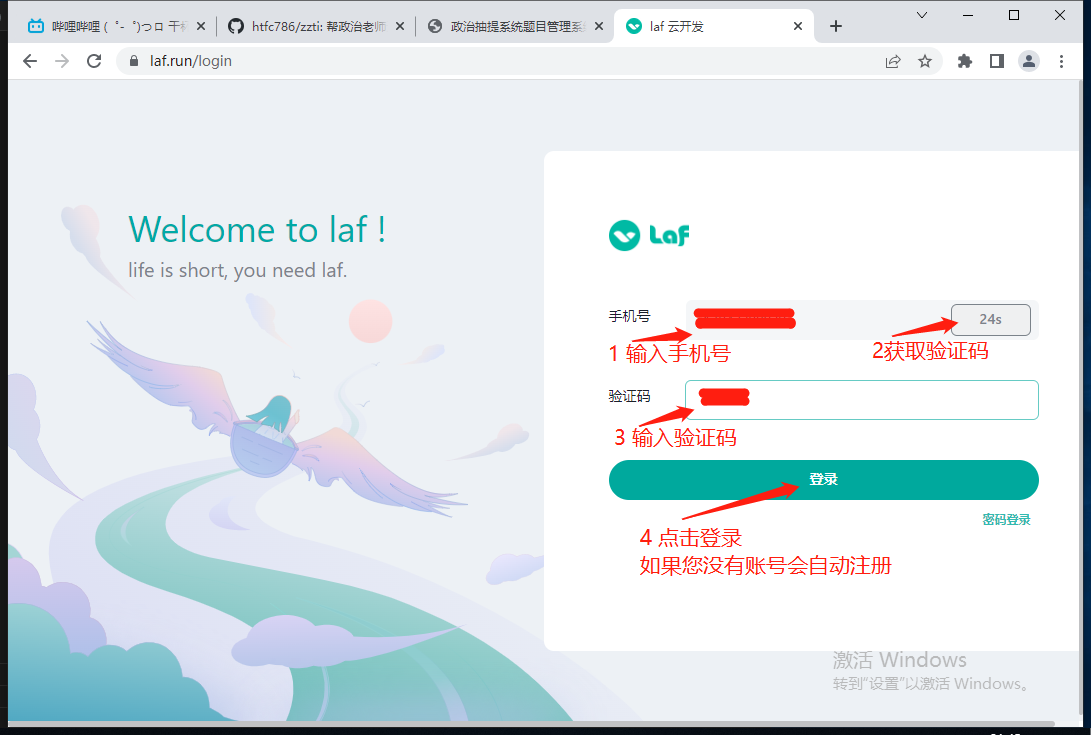 哔哩哔哩 ( ゜- ゜)つロ 干杯
htfc786/zzti: 帮政治老师
政治抽提系统题目管理系统
laf 云开发
laf.run/login
Welcome to laf !
life is short, you need laf.
Laf
手机号
24s
1 输入手机号
2获取验证码
验证码
3 输入验证码
登录
密码登录
4 点击登录
如果您没有账号会自动注册
激活 Windows
转到"设置"以激活 Windows。